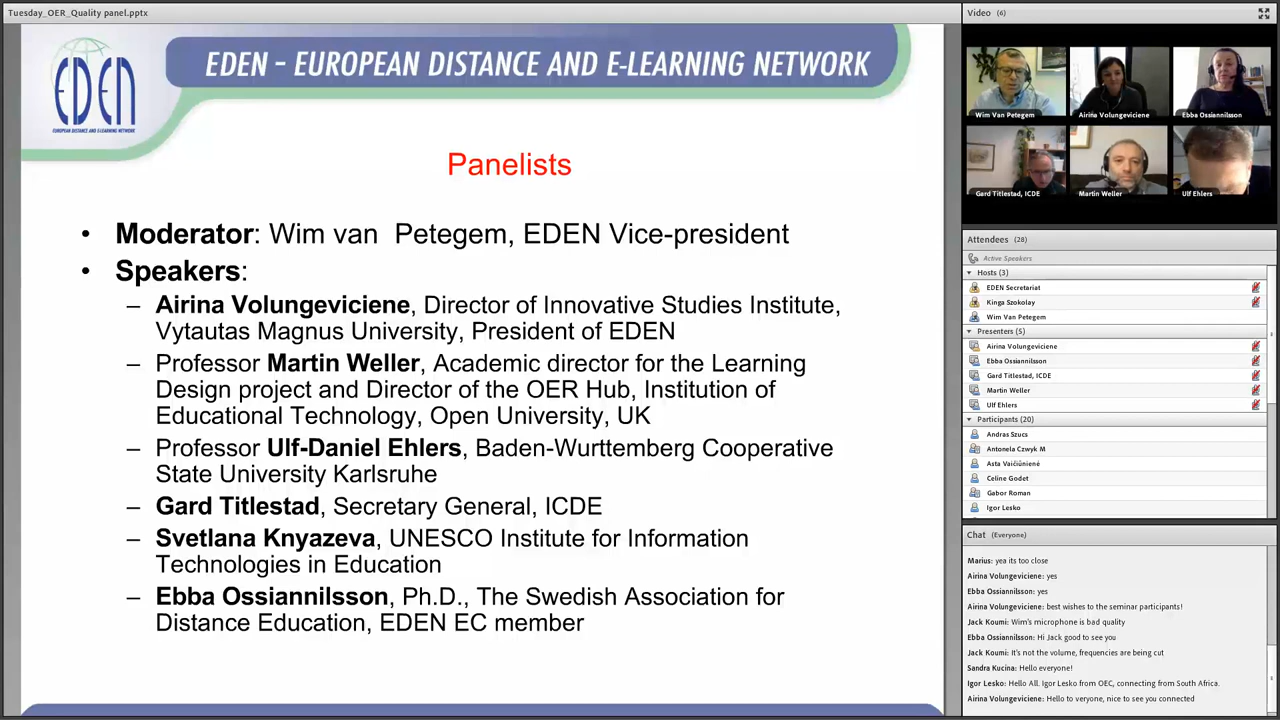 Tuesday_OER_Quality panel.pptx
EDEN
EUROPEAN DISTANCE AND E-LEARNING NETWORK
EDEN – EUROPEAN DISTANCE AND E-LEARNING NETWORK
Panelists
• Moderator: Wim van Petegem, EDEN Vice-president
• Speakers:
– Airina Volungeviciene, Director of Innovative Studies Institute,
Vytautas Magnus University, President of EDEN
– Professor Martin Weller, Academic director for the Learning
Design project and Director of the OER Hub, Institution of
Educational Technology, Open University, UK
– Professor Ulf-Daniel Ehlers, Baden-Wurttemberg Cooperative
State University Karlsruhe
– Gard Titlestad, Secretary General, ICDE
– Svetlana Knyazeva, UNESCO Institute for Information
Technologies in Education
– Ebba Ossiannilsson, Ph.D., The Swedish Association for
Distance Education, EDEN EC member
Video (6)
Wim Van Petegem
Airina Volungeviciene
Ebba Ossiannilsson
Gard Titlestad, ICDE
Martin Weller
Ulf Ehlers
Attendees (28)
Active Speakers
Hosts (3)
EDEN Secretariat
Kinga Szokolay
Wim Van Petegem
Presenters (5)
Airina Volungeviciene
Ebba Ossiannilsson
Gard Titlestad, ICDE
Martin Weller
Ulf Ehlers
Participants (20)
Andras Szucs
Antonela Czwyk M
Asta Vaičiūnienė
Celine Godet
Gabor Roman
Igor Lesko
Chat (Everyone)
Marius: yea its too close
Airina Volungeviciene: yes
Ebba Ossiannilsson: yes
Airina Volungeviciene: best wishes to the seminar participants!
Jack Koumi: Wim's microphone is bad quality
Ebba Ossiannilsson: Hi Jack good to see you
Jack Koumi: It's not the volume, frequencies are being cut
Sandra Kucina: Hello everyone!
Igor Lesko: Hello All. Igor Lesko from OEC, connecting from South Africa.
Airina Volungeviciene: Hello to veryone, nice to see you connected